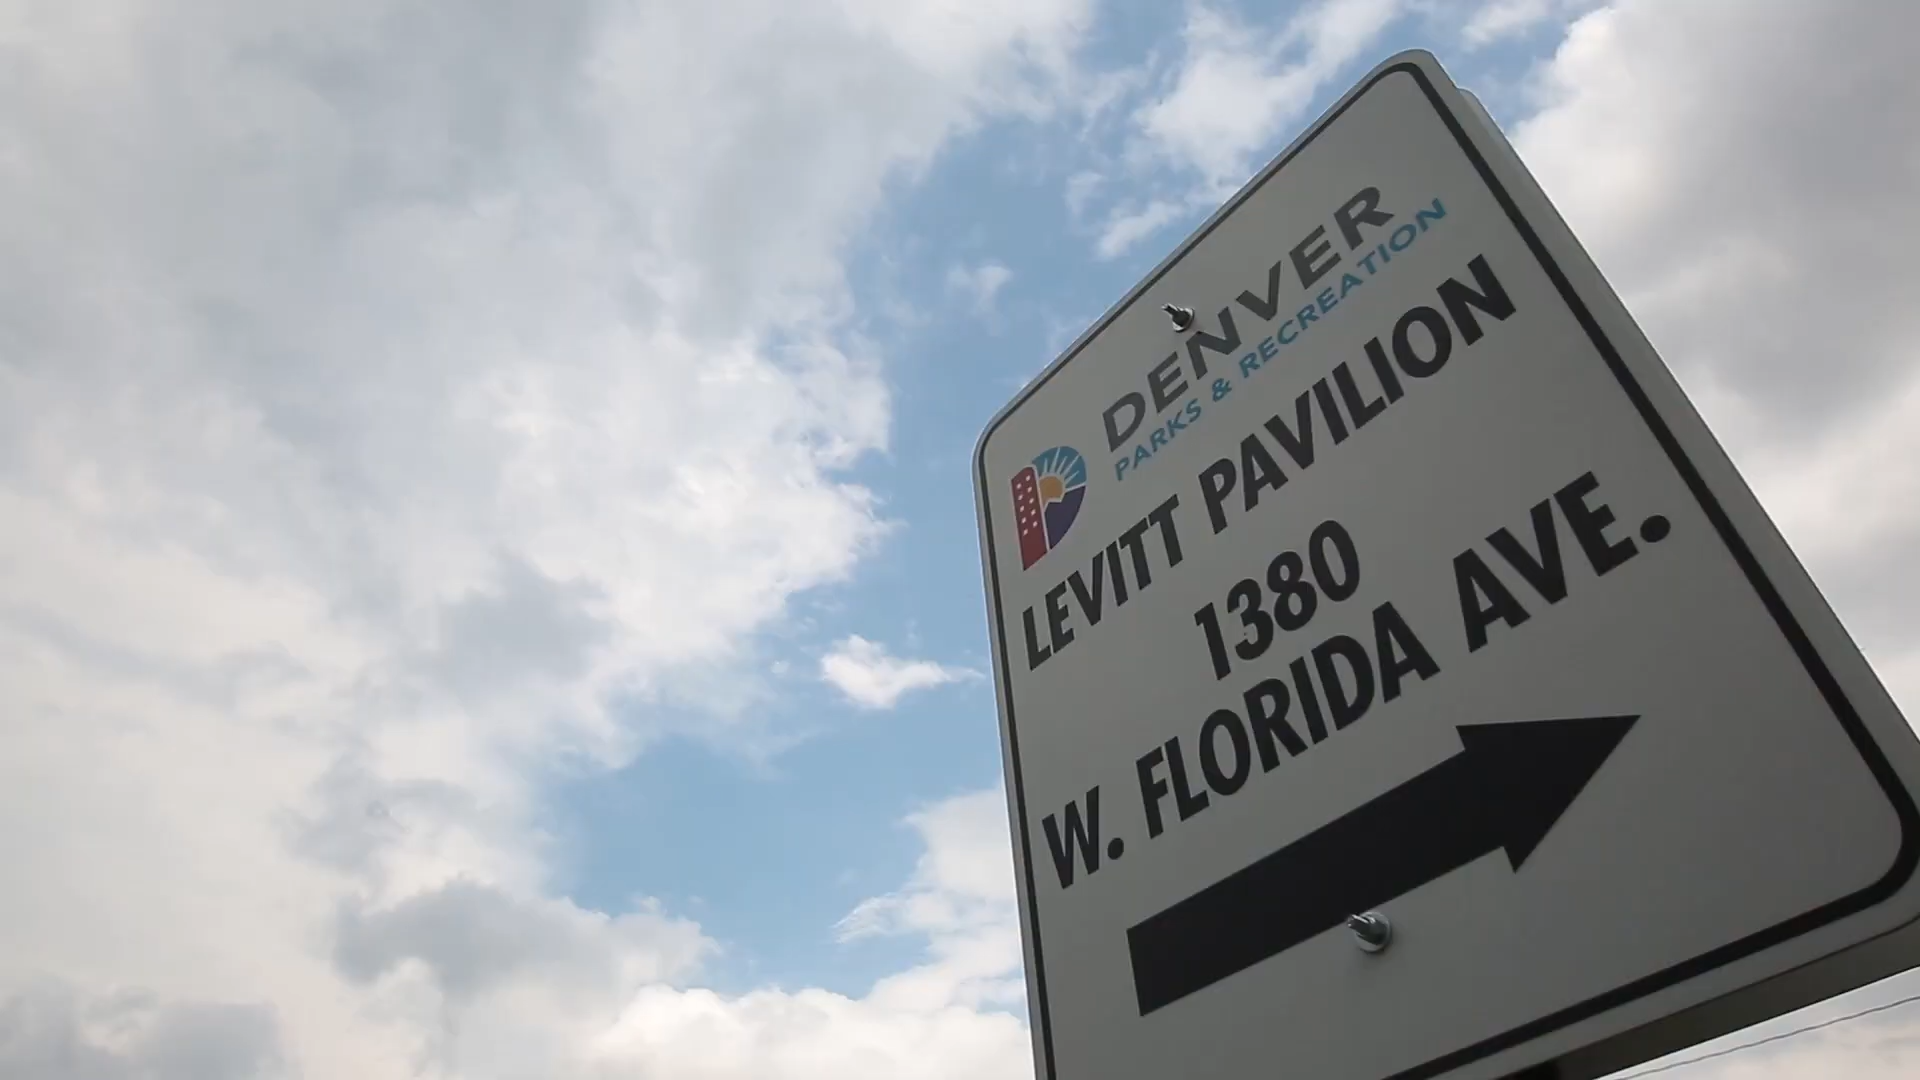 DENVER
PARKS & RECREATION
LEVITT PAVILION
1380
W. FLORIDA AVE.